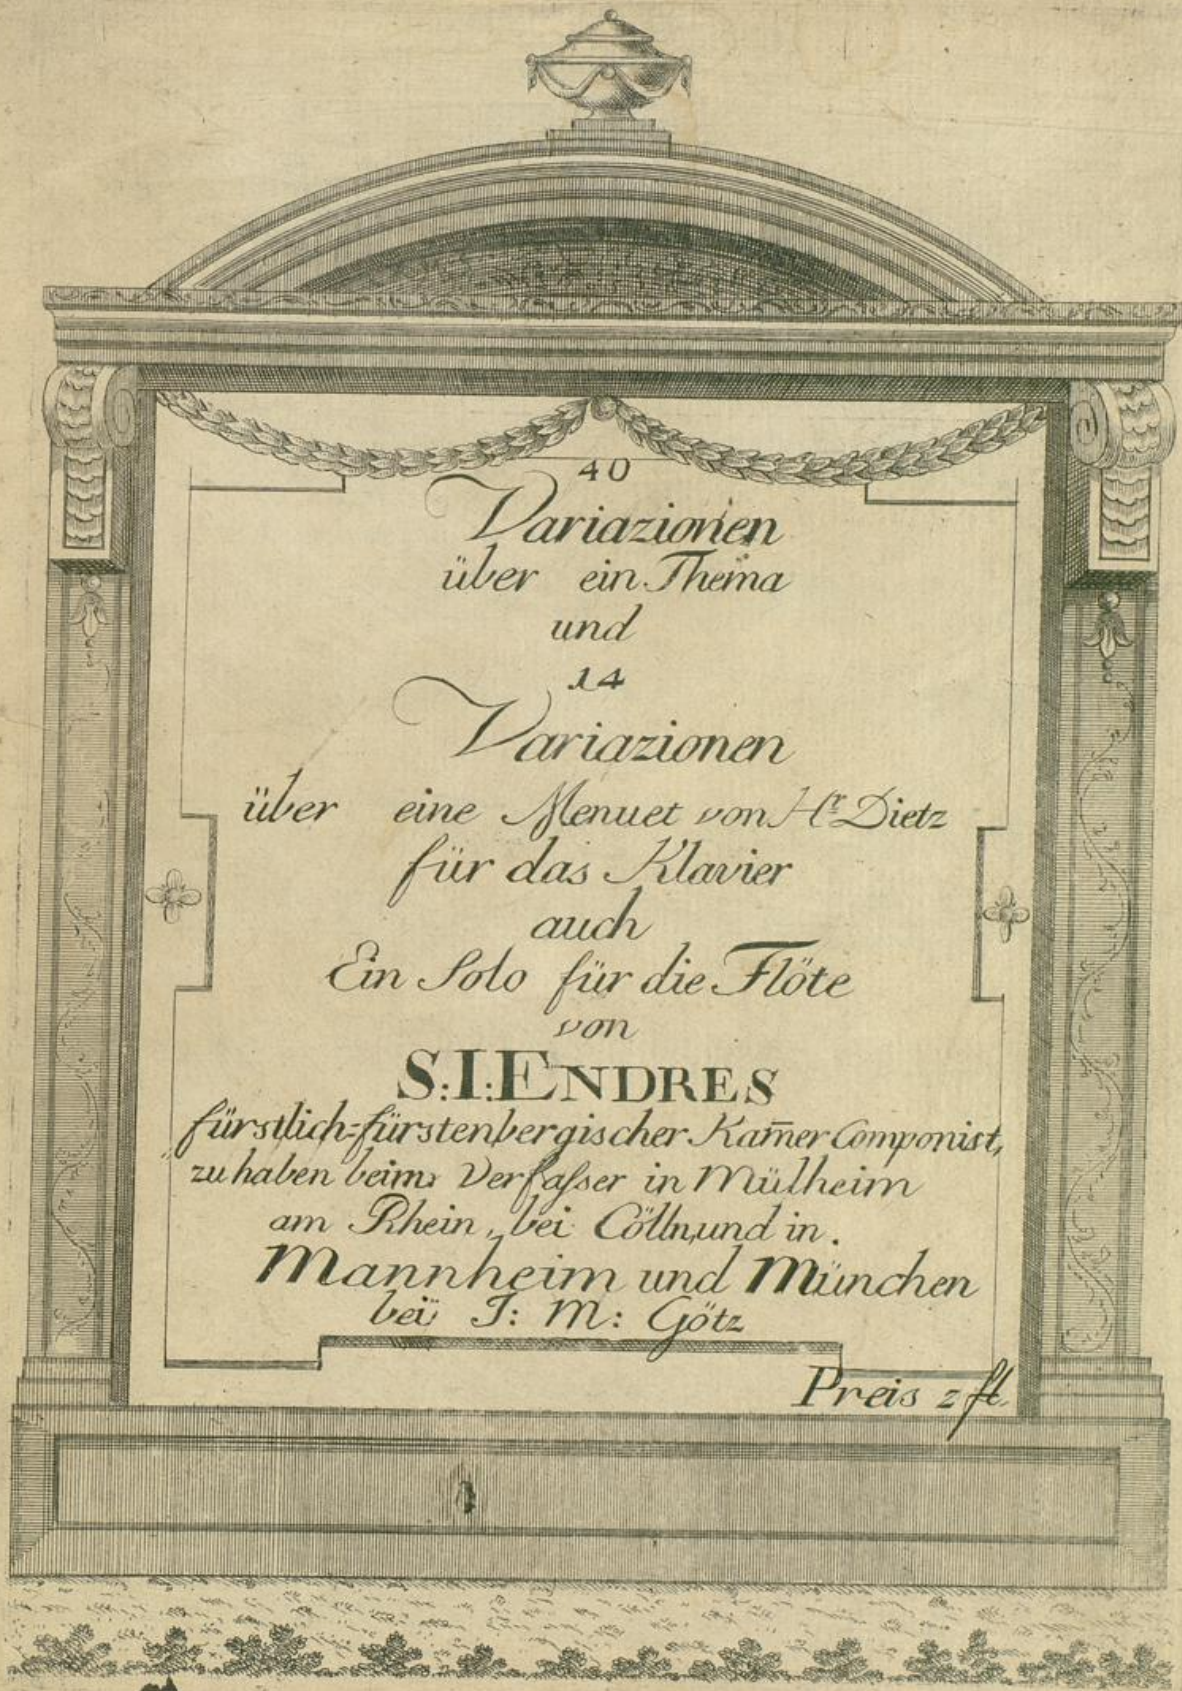 40
Variazionen
über ein Thema
und
14
Variazionen
über eine Menuet von Hr. Dietz
für das Klavier
auch
Ein Solo für die Flöte
von
S:I:ENDRES
fürstlich=fürstenbergischer Kam̄er Componist,
zu haben beim Verfasser in Mülheim
am Rhein, bei Cölln, und in.
Mannheim und München
beÿ J: M: Götz
Preis 2 fl.